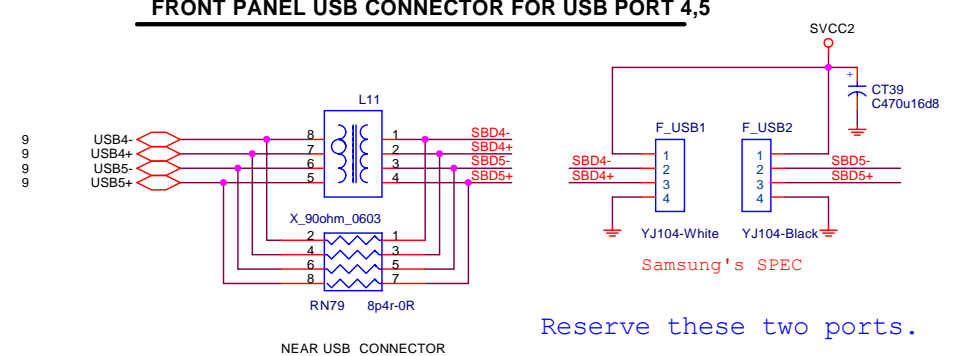 FRONT PANEL USB CONNECTOR FOR USB PORT 4,5
SVCC2
+
CT39
C470u16d8
L11
9 USB4- 8 1 SBD4-
9 USB4+ 7 2 SBD4+
9 USB5- 6 3 SBD5-
9 USB5+ 5 4 SBD5+
F_USB1 F_USB2
1 1
SBD4- 2 2 SBD5-
SBD4+ 3 3 SBD5+
4 4
YJ104-White YJ104-Black
X_90ohm_0603
2 1
4 3
6 5
8 7
RN79 8p4r-0R
Samsung's SPEC
Reserve these two ports.
NEAR USB CONNECTOR